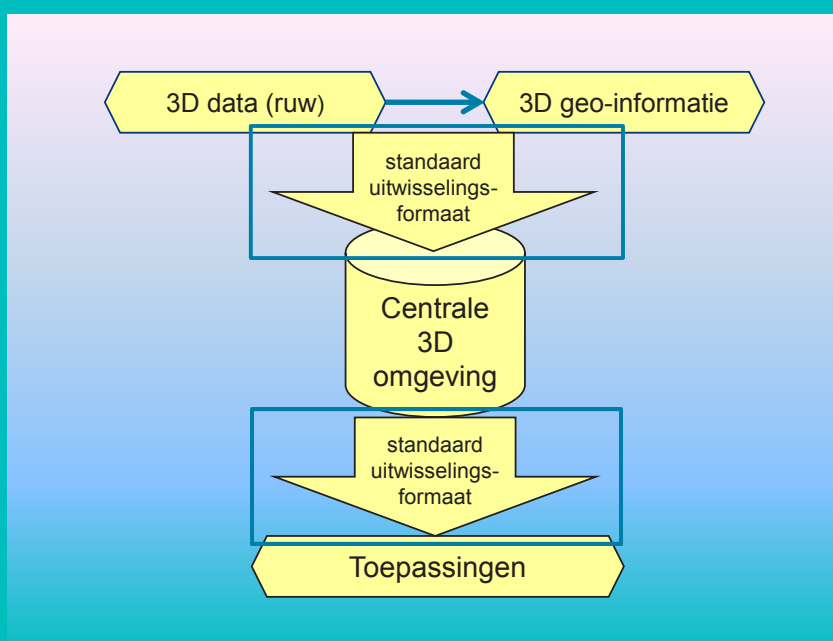 3D data (ruw)
3D geo-informatie
standaard
uitwisselings-
formaat
Centrale
3D
omgeving
standaard
uitwisselings-
formaat
Toepassingen